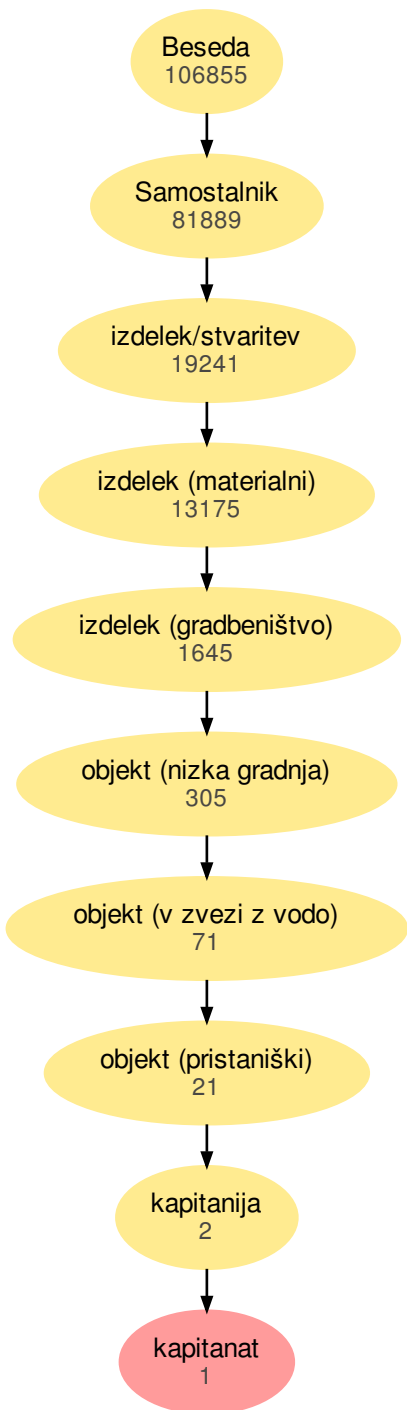 Beseda
106855
Samostalnik
81889
izdelek/stvaritev
19241
izdelek (materialni)
13175
izdelek (gradbeništvo)
1645
objekt (nizka gradnja)
305
objekt (v zvezi z vodo)
71
objekt (pristaniški)
21
kapitanija
2
kapitanat
1